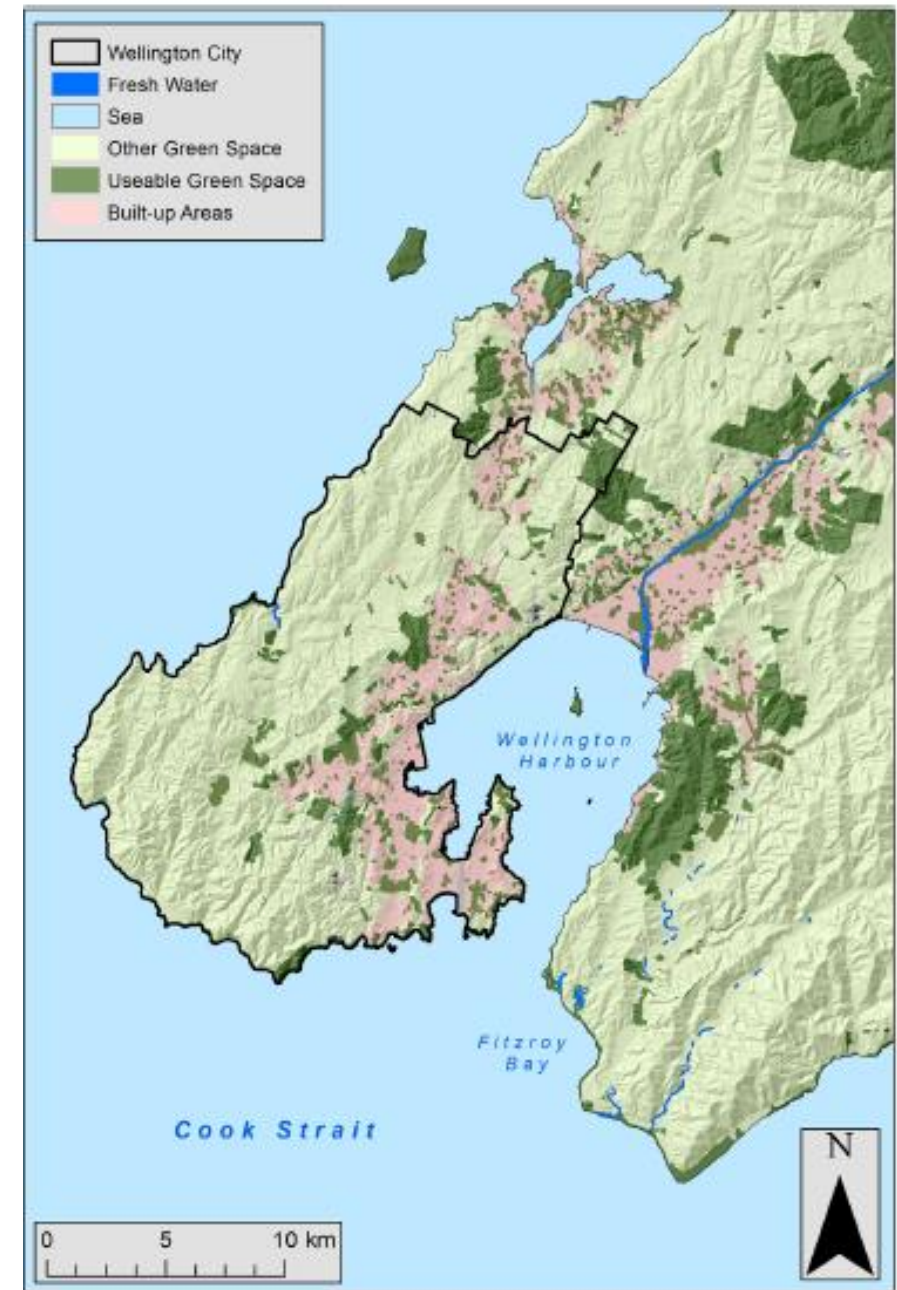 Wellington City
Fresh Water
Sea
Other Green Space
Useable Green Space
Built-up Areas
Wellington
Harbour
Fitzroy
Bay
Cook Strait
N
0 5 10 km